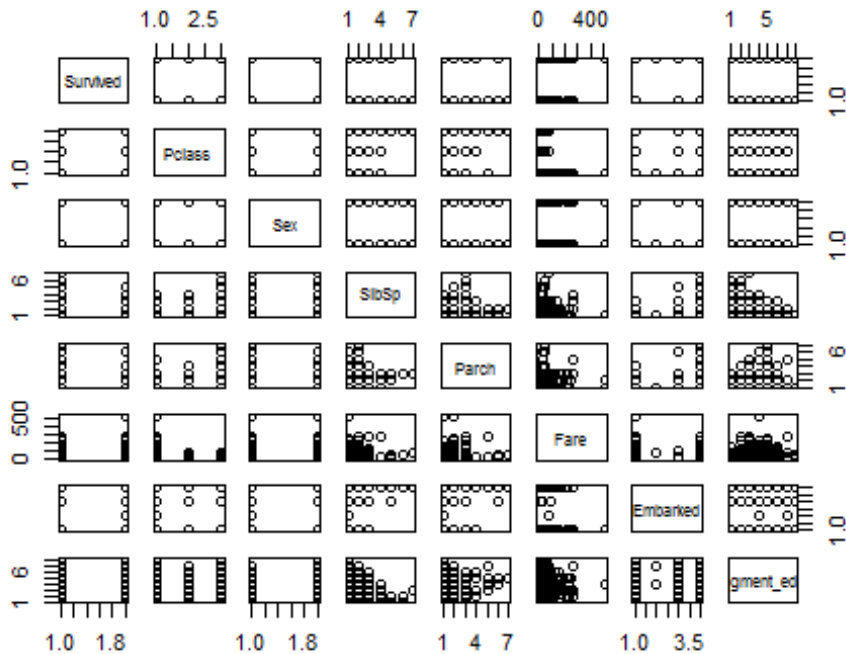 1.0 2.5 1 4 7 0 400 1 5
Survived 1.0
1.0 Pclass
Sex 1.0
1 6 SibSp
Parch 1 6
0 500 Fare
Embarked 1.0
1 6 gment_ed
1.0 1.8 1.0 1.8 1 4 7 1.0 3.5